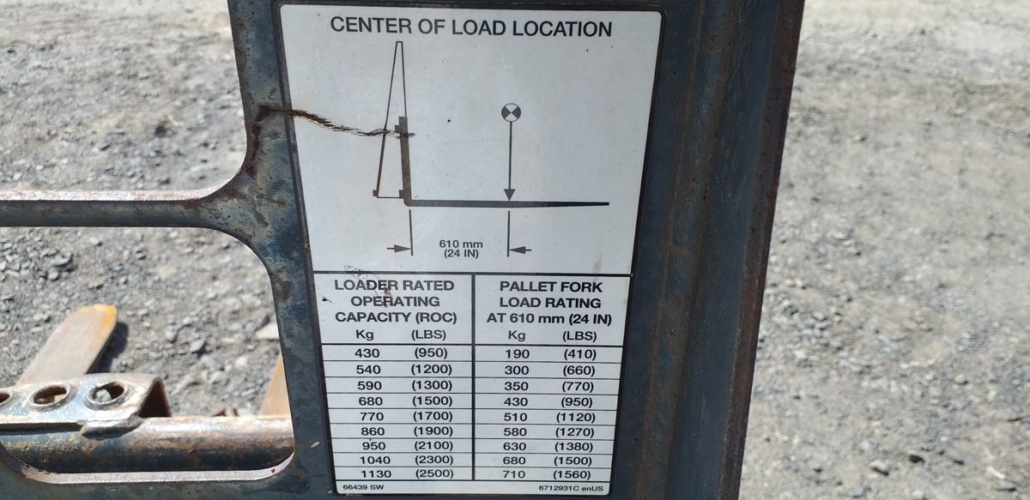 CENTER OF LOAD LOCATION
610 mm
(24 IN)
LOADER RATED
OPERATING
CAPACITY (ROC)
Kg (LBS)
PALLET FORK
LOAD RATING
AT 610 mm (24 IN)
Kg (LBS)
430 (950) 190 (410)
540 (1200) 300 (660)
590 (1300) 350 (770)
680 (1500) 430 (950)
770 (1700) 510 (1120)
860 (1900) 580 (1270)
950 (2100) 630 (1380)
1040 (2300) 680 (1500)
1130 (2500) 710 (1560)
66439 SW 6712931C enUS